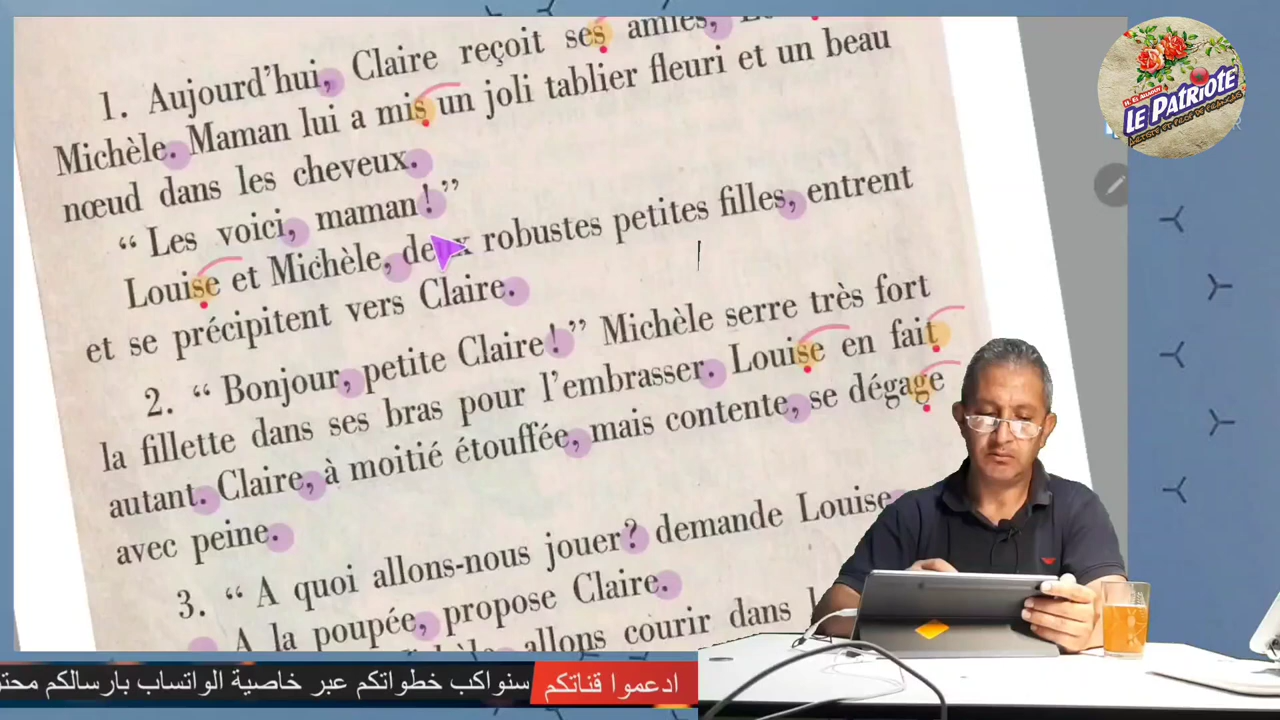 1. Aujourd'hui, Claire reçoit ses amies,
Michèle. Maman lui a mis un joli tablier fleuri et un beau
nœud dans les cheveux.
“ Les voici, maman ! ”
Louise et Michèle, deux robustes petites filles, entrent
et se précipitent vers Claire.
2. “ Bonjour, petite Claire ! ” Michèle serre très fort
la fillette dans ses bras pour l'embrasser. Louise en fait
autant. Claire, à moitié étouffée, mais contente, se dégage
avec peine.
3. “ A quoi allons-nous jouer ? demande Louise
A la poupée, propose Claire.
allons courir dans
LE PATRIOTE
ادعموا قناتكم
سنواكب خطواتكم عبر خاصية الواتساب بارسالكم